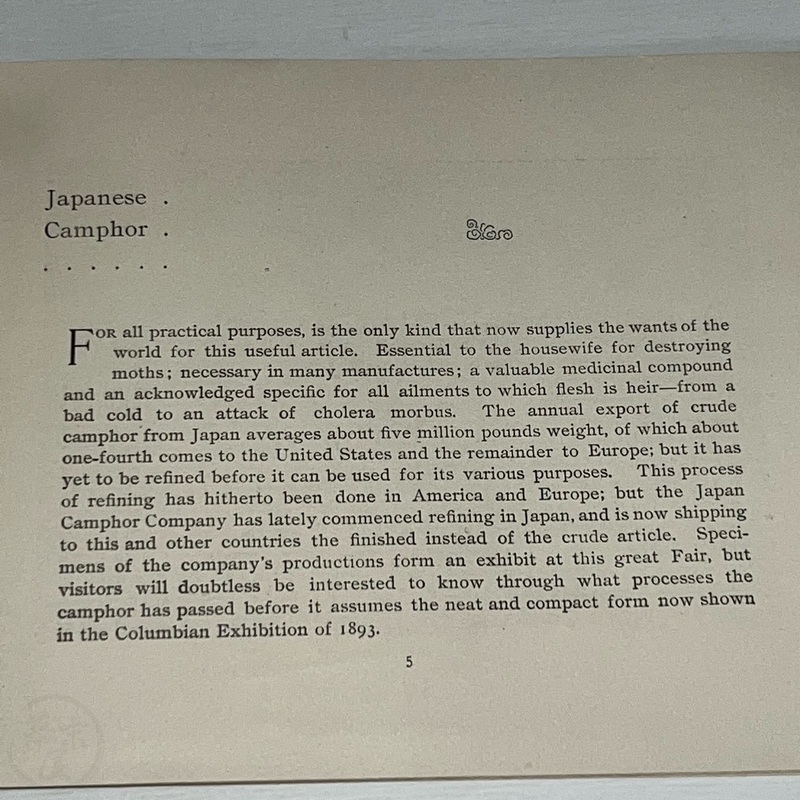 Japanese .
Camphor .
. . . . . .
FOR all practical purposes, is the only kind that now supplies the wants of the
world for this useful article. Essential to the housewife for destroying
moths; necessary in many manufactures; a valuable medicinal compound
and an acknowledged specific for all ailments to which flesh is heir—from a
bad cold to an attack of cholera morbus. The annual export of crude
camphor from Japan averages about five million pounds weight, of which about
one-fourth comes to the United States and the remainder to Europe; but it has
yet to be refined before it can be used for its various purposes. This process
of refining has hitherto been done in America and Europe; but the Japan
Camphor Company has lately commenced refining in Japan, and is now shipping
to this and other countries the finished instead of the crude article. Speci-
mens of the company's productions form an exhibit at this great Fair, but
visitors will doubtless be interested to know through what processes the
camphor has passed before it assumes the neat and compact form now shown
in the Columbian Exhibition of 1893.
5